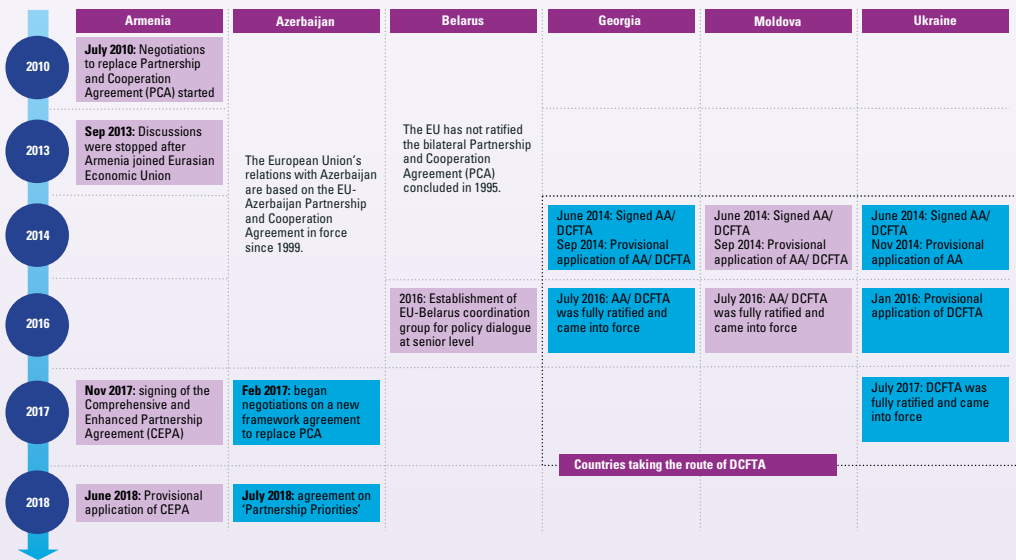 Armenia
Azerbaijan
Belarus
Georgia
Moldova
Ukraine
2010
July 2010: Negotiations
to replace Partnership
and Cooperation
Agreement (PCA) started
2013
Sep 2013: Discussions
were stopped after
Armenia joined Eurasian
Economic Union
The European Union's
relations with Azerbaijan
are based on the EU-
Azerbaijan Partnership
and Cooperation
Agreement in force
since 1999.
The EU has not ratified
the bilateral Partnership
and Cooperation
Agreement (PCA)
concluded in 1995.
2014
June 2014: Signed AA/
DCFTA
Sep 2014: Provisional
application of AA/ DCFTA
June 2014: Signed AA/
DCFTA
Sep 2014: Provisional
application of AA/ DCFTA
June 2014: Signed AA/
DCFTA
Nov 2014: Provisional
application of AA
2016
2016: Establishment of
EU-Belarus coordination
group for policy dialogue
at senior level
July 2016: AA/ DCFTA
was fully ratified and
came into force
July 2016: AA/ DCFTA
was fully ratified and
came into force
Jan 2016: Provisional
application of DCFTA
2017
Nov 2017: signing of the
Comprehensive and
Enhanced Partnership
Agreement (CEPA)
Feb 2017: began
negotiations on a new
framework agreement
to replace PCA
July 2017: DCFTA was
fully ratified and came
into force
Countries taking the route of DCFTA
2018
June 2018: Provisional
application of CEPA
July 2018: agreement on
'Partnership Priorities'